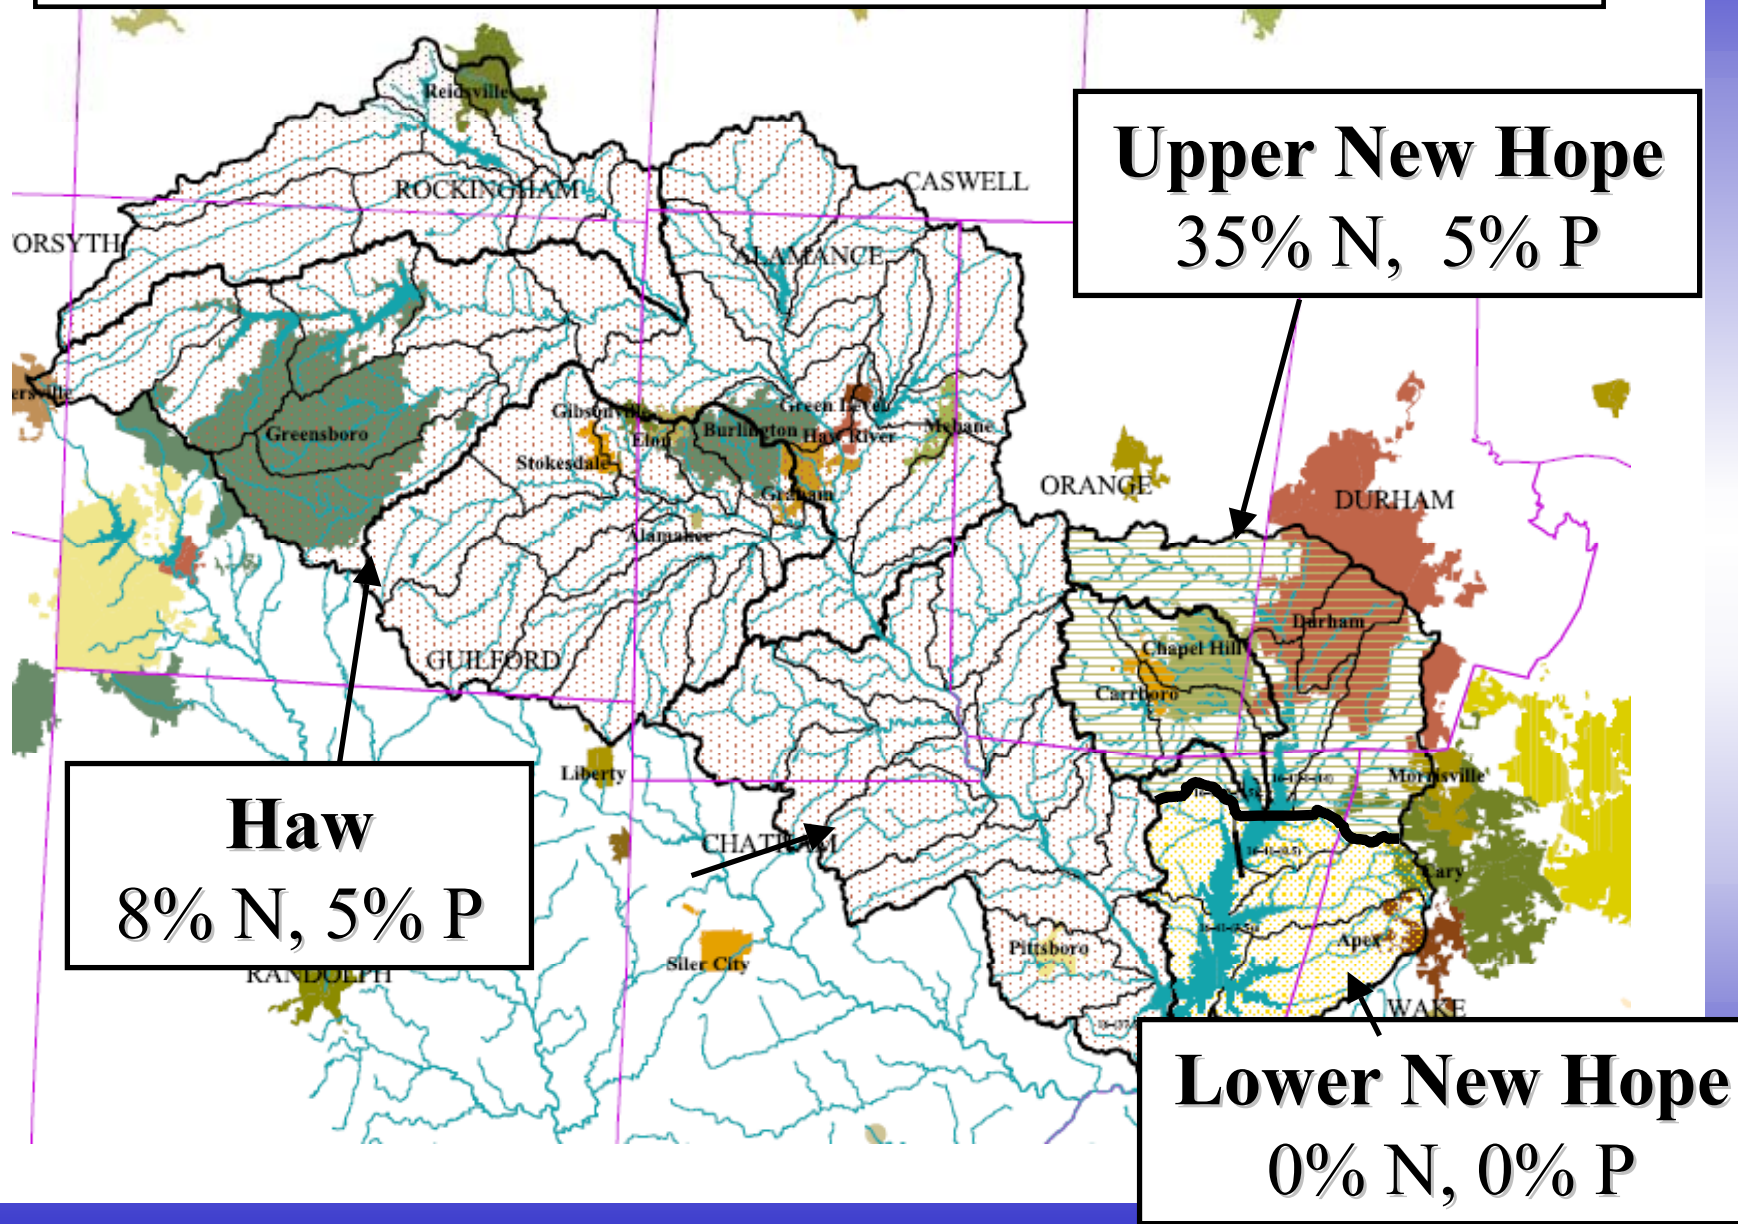 Reidsville
Upper New Hope
35% N, 5% P
ROCKINGHAM
CASWELL
ORSYTH
ALAMANCE
ersville
Gibsonville
Green Level
Greensboro
Elon
Burlington
Haw River
Mebane
Stokesdale
Graham
ORANGE
DURHAM
Alamance
Durham
GUILFORD
Chapel Hill
Carrboro
Liberty
Morrisville
Haw
8% N, 5% P
CHATHAM
Cary
Apex
Pittsboro
Siler City
RANDOLPH
WAKE
Lower New Hope
0% N, 0% P